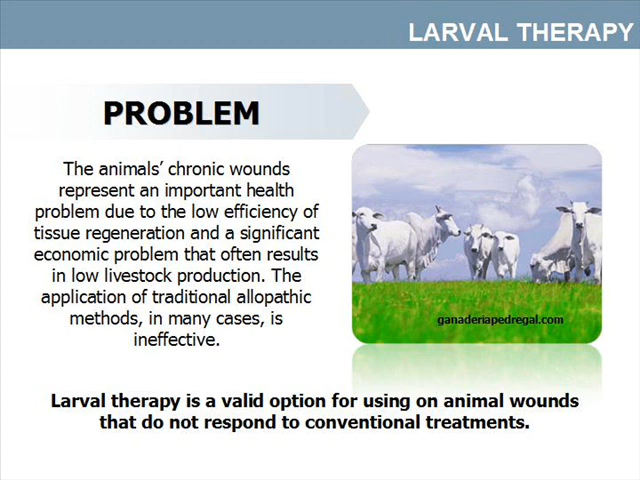 LARVAL THERAPY
PROBLEM
The animals’ chronic wounds
represent an important health
problem due to the low efficiency of
tissue regeneration and a significant
economic problem that often results
in low livestock production. The
application of traditional allopathic
methods, in many cases, is
ineffective.
ganaderiapedregal.com
Larval therapy is a valid option for using on animal wounds
that do not respond to conventional treatments.